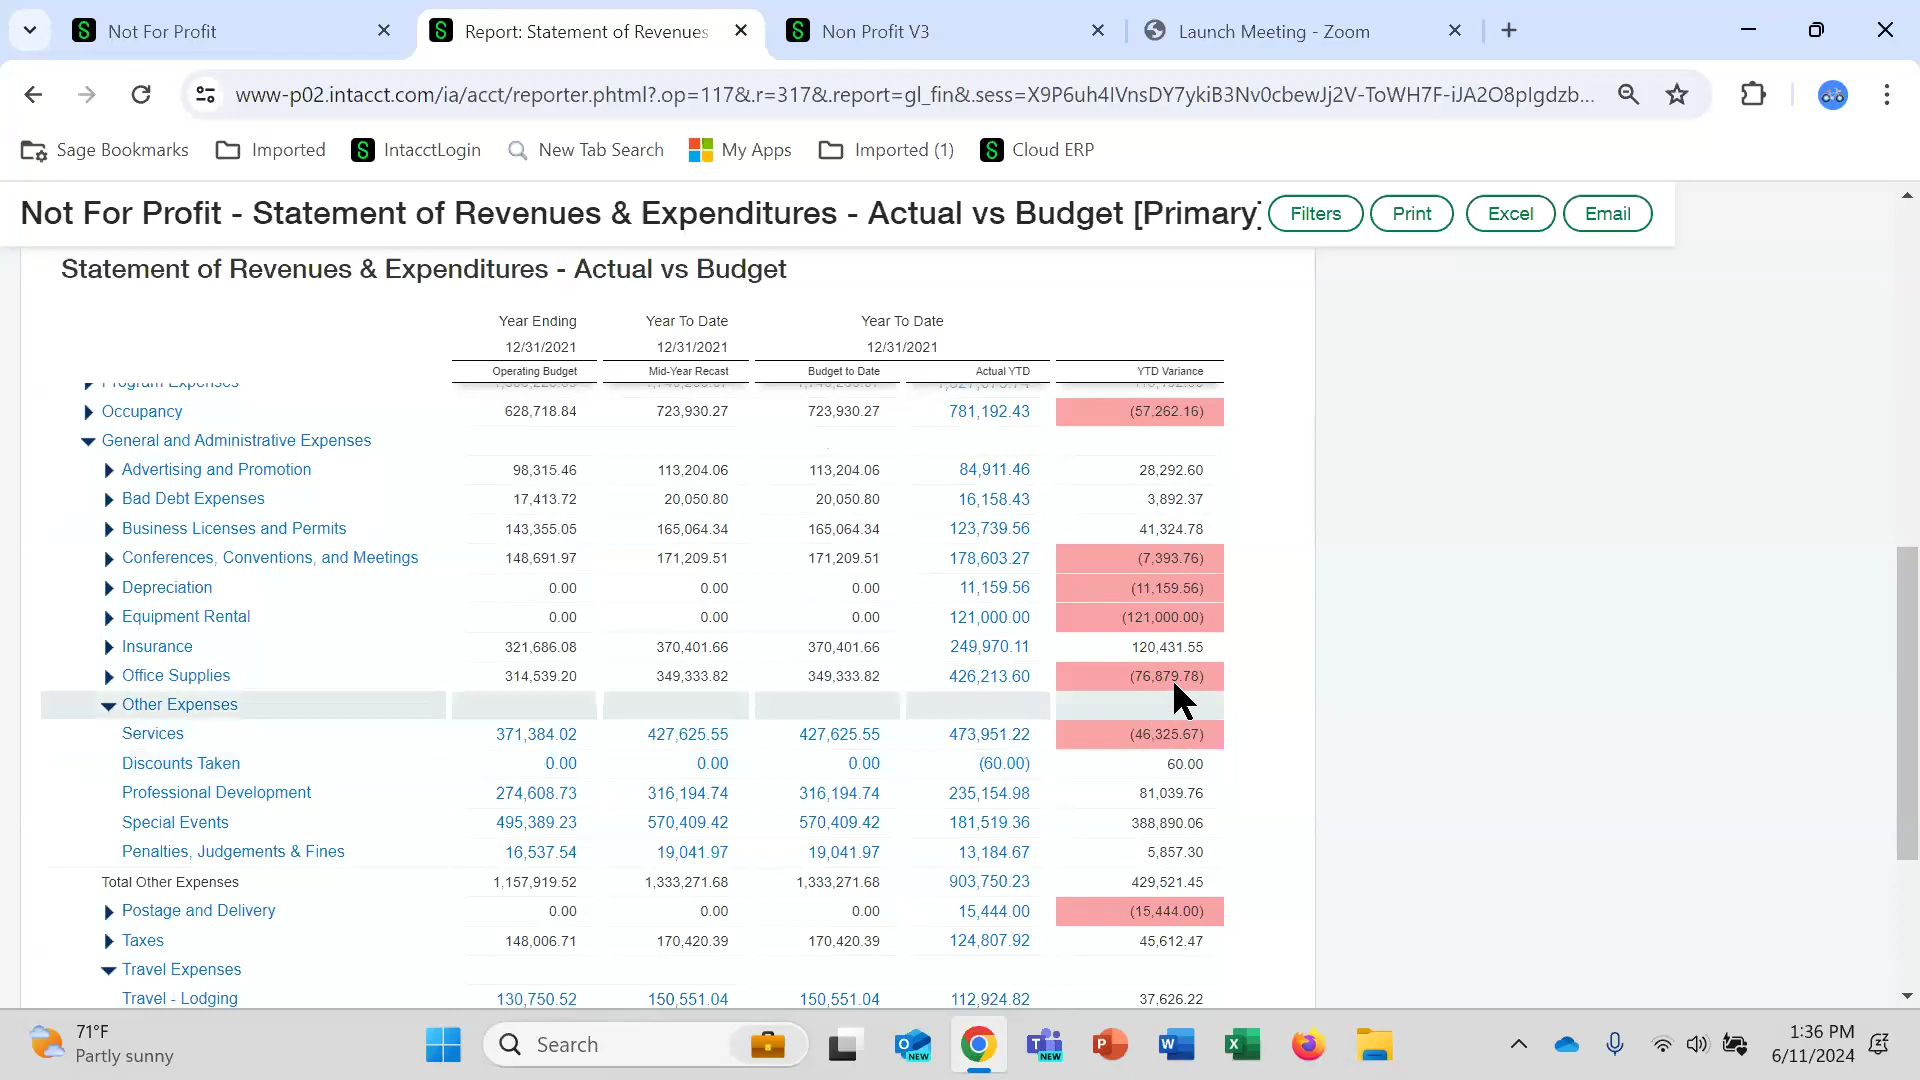 Not For Profit
Report: Statement of Revenues
Non Profit V3
Launch Meeting - Zoom
www-p02.intacct.com/ia/acct/reporter.phtml?.op=117&.r=317&.report=gl_fin&.sess=X9P6uh4IVnsDY7ykiB3Nv0cbewJj2V-ToWH7F-iJA2O8pIgdzb...
Sage Bookmarks Imported IntacctLogin New Tab Search My Apps Imported (1) Cloud ERP
Not For Profit - Statement of Revenues & Expenditures - Actual vs Budget [Primary] Filters Print Excel Email
Statement of Revenues & Expenditures - Actual vs Budget
Year Ending Year To Date Year To Date
12/31/2021 12/31/2021 12/31/2021
Operating Budget Mid-Year Recast Budget to Date Actual YTD YTD Variance
Program Expenses
Occupancy 628,718.84 723,930.27 723,930.27 781,192.43 (57,262.16)
General and Administrative Expenses
Advertising and Promotion 98,315.46 113,204.06 113,204.06 84,911.46 28,292.60
Bad Debt Expenses 17,413.72 20,050.80 20,050.80 16,158.43 3,892.37
Business Licenses and Permits 143,355.05 165,064.34 165,064.34 123,739.56 41,324.78
Conferences, Conventions, and Meetings 148,691.97 171,209.51 171,209.51 178,603.27 (7,393.76)
Depreciation 0.00 0.00 0.00 11,159.56 (11,159.56)
Equipment Rental 0.00 0.00 0.00 121,000.00 (121,000.00)
Insurance 321,686.08 370,401.66 370,401.66 249,970.11 120,431.55
Office Supplies 314,539.20 349,333.82 349,333.82 426,213.60 (76,879.78)
Other Expenses
Services 371,384.02 427,625.55 427,625.55 473,951.22 (46,325.67)
Discounts Taken 0.00 0.00 0.00 (60.00) 60.00
Professional Development 274,608.73 316,194.74 316,194.74 235,154.98 81,039.76
Special Events 495,389.23 570,409.42 570,409.42 181,519.36 388,890.06
Penalties, Judgements & Fines 16,537.54 19,041.97 19,041.97 13,184.67 5,857.30
Total Other Expenses 1,157,919.52 1,333,271.68 1,333,271.68 903,750.23 429,521.45
Postage and Delivery 0.00 0.00 0.00 15,444.00 (15,444.00)
Taxes 148,006.71 170,420.39 170,420.39 124,807.92 45,612.47
Travel Expenses
Travel - Lodging 130,750.52 150,551.04 150,551.04 112,924.82 37,626.22
71°F
Partly sunny
Search
1:36 PM
6/11/2024